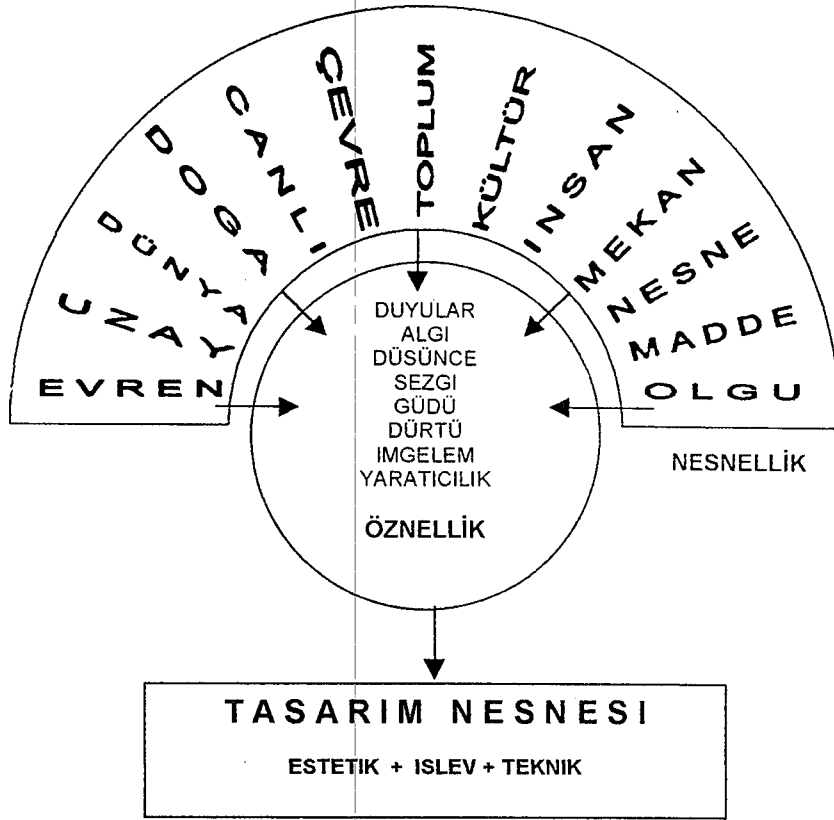 EVREN
UZAY
DÜNYA
DOGA
CANLI
ÇEVRE
TOPLUM
KÜLTÜR
INSAN
MEKAN
NESNE
MADDE
OLGU
DUYULAR
ALGI
DÜSÜNCE
SEZGI
GÜDÜ
DÜRTÜ
IMGELEM
YARATICILIK
ÖZNELLİK
NESNELLİK
TASARIM NESNESI
ESTETIK + ISLEV + TEKNIK